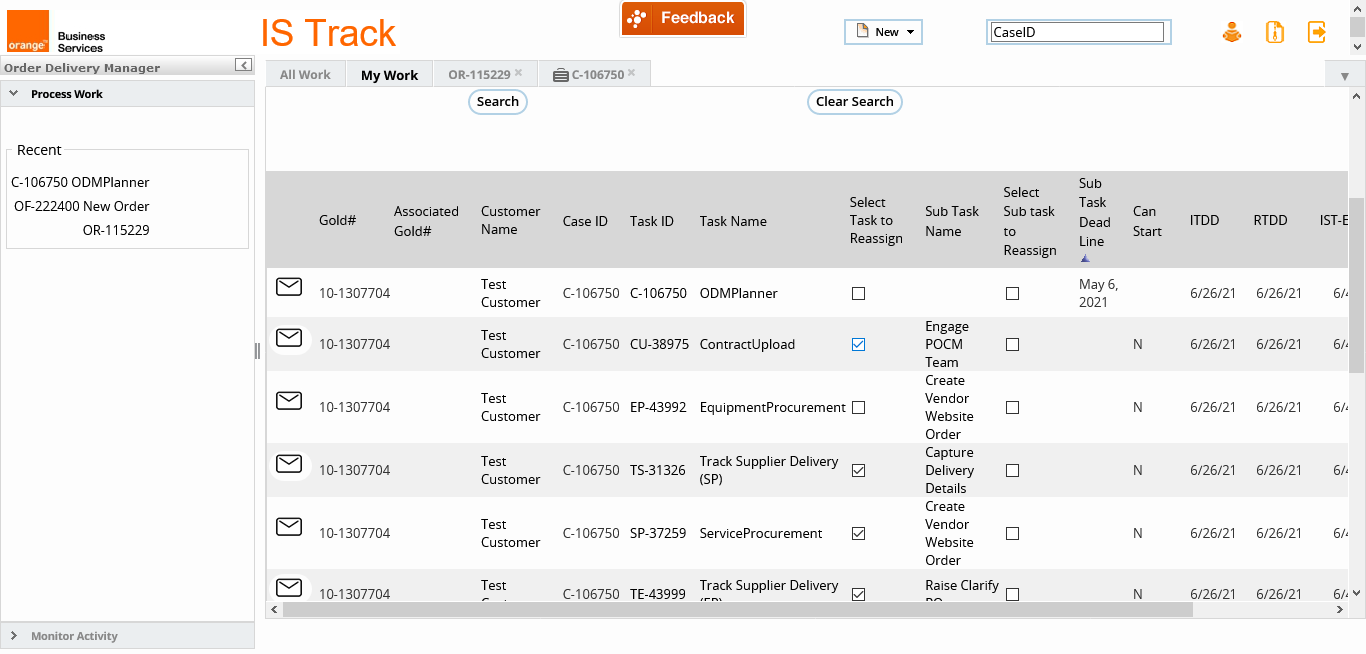 orange™
Business
Services
IS Track
Feedback
New
CaseID
Order Delivery Manager
All Work
My Work
OR-115229
C-106750
Process Work
Recent
C-106750 ODMPlanner
OF-222400 New Order
OR-115229
Monitor Activity
Search
Clear Search
Gold#
Associated
Gold#
Customer
Name
Case ID
Task ID
Task Name
Select
Task to
Reassign
Sub Task
Name
Select
Sub task
to
Reassign
Sub
Task
Dead
Line
Can
Start
ITDD
RTDD
IST-E
10-1307704
Test
Customer
C-106750
C-106750
ODMPlanner
May 6,
2021
6/26/21
6/26/21
6/4
10-1307704
Test
Customer
C-106750
CU-38975
ContractUpload
Engage
POCM
Team
N
6/26/21
6/26/21
6/4
10-1307704
Test
Customer
C-106750
EP-43992
EquipmentProcurement
Create
Vendor
Website
Order
N
6/26/21
6/26/21
6/4
10-1307704
Test
Customer
C-106750
TS-31326
Track Supplier Delivery
(SP)
Capture
Delivery
Details
N
6/26/21
6/26/21
6/4
10-1307704
Test
Customer
C-106750
SP-37259
ServiceProcurement
Create
Vendor
Website
Order
N
6/26/21
6/26/21
6/4
10-1307704
Test
C-106750
TE-43999
Track Supplier Delivery
Raise Clarify
N
6/26/21
6/26/21
6/4